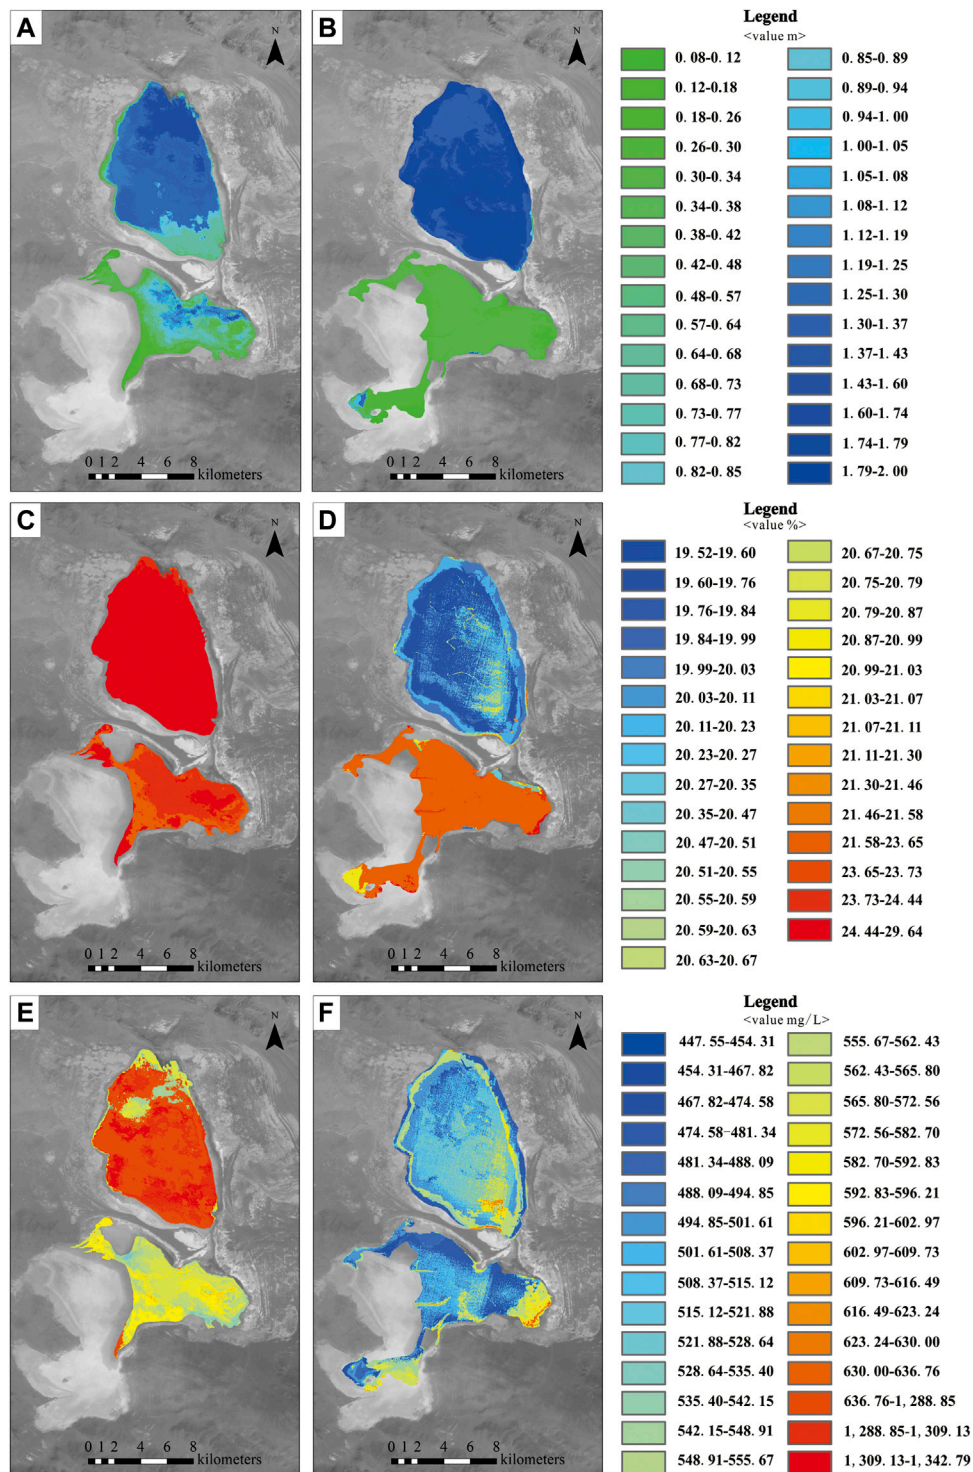 A
N
0 1 2 4 8
kilometers
B
N
0 1 2 4 8
kilometers
Legend
<value m>
0. 08-0. 12
0. 12-0.18
0. 18-0. 26
0. 26-0. 30
0. 30-0. 34
0. 34-0. 38
0. 38-0. 42
0. 42-0. 48
0. 48-0. 57
0. 57-0. 64
0. 64-0. 68
0. 68-0. 73
0. 73-0. 77
0. 77-0. 82
0. 82-0. 85
0. 85-0. 89
0. 89-0. 94
0. 94-1. 00
1. 00-1. 05
1. 05-1. 08
1. 08-1. 12
1. 12-1. 19
1. 19-1. 25
1. 25-1. 30
1. 30-1. 37
1. 37-1. 43
1. 43-1. 60
1. 60-1. 74
1. 74-1. 79
1. 79-2. 00
C
N
0 1 2 4 8
kilometers
D
N
0 1 2 4 8
kilometers
Legend
<value %>
19. 52-19. 60
19. 60-19. 76
19. 76-19. 84
19. 84-19. 99
19. 99-20. 03
20. 03-20. 11
20. 11-20. 23
20. 23-20. 27
20. 27-20. 35
20. 35-20. 47
20. 47-20. 51
20. 51-20. 55
20. 55-20. 59
20. 59-20. 63
20. 63-20. 67
20. 67-20. 75
20. 75-20. 79
20. 79-20. 87
20. 87-20. 99
20. 99-21. 03
21. 03-21. 07
21. 07-21. 11
21. 11-21. 30
21. 30-21. 46
21. 46-21. 58
21. 58-23. 65
23. 65-23. 73
23. 73-24. 44
24. 44-29. 64
E
N
0 1 2 4 8
kilometers
F
N
0 1 2 4 8
kilometers
Legend
<value mg/L>
447. 55-454. 31
454. 31-467. 82
467. 82-474. 58
474. 58-481. 34
481. 34-488. 09
488. 09-494. 85
494. 85-501. 61
501. 61-508. 37
508. 37-515. 12
515. 12-521. 88
521. 88-528. 64
528. 64-535. 40
535. 40-542. 15
542. 15-548. 91
548. 91-555. 67
555. 67-562. 43
562. 43-565. 80
565. 80-572. 56
572. 56-582. 70
582. 70-592. 83
592. 83-596. 21
596. 21-602. 97
602. 97-609. 73
609. 73-616. 49
616. 49-623. 24
623. 24-630. 00
630. 00-636. 76
636. 76-1, 288. 85
1, 288. 85-1, 309. 13
1, 309. 13-1, 342. 79